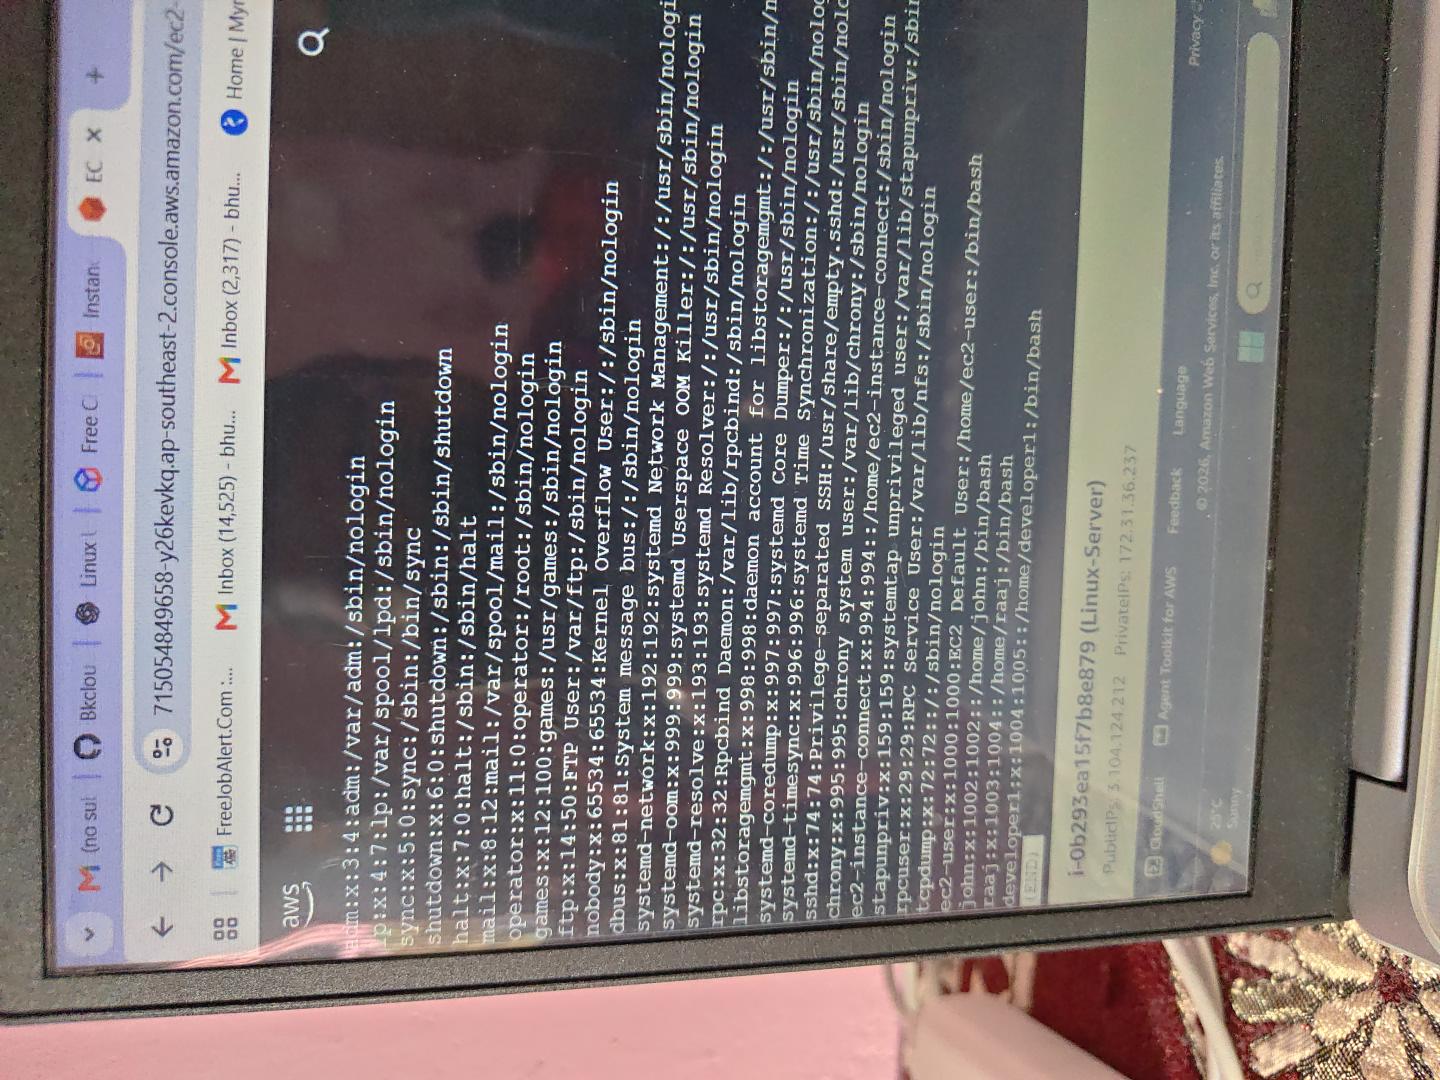 (no sul
Bkclou
Linux
Free C
Instan
EC
715054849658-y26kevkq.ap-southeast-2.console.aws.amazon.com/ec2-
FreeJobAlert.Com :...
Inbox (14,525) - bhu...
Inbox (2,317) - bhu...
Home | Myr
aws
adm:x:3:4:adm:/var/adm:/sbin/nologin
lp:x:4:7:lp:/var/spool/lpd:/sbin/nologin
sync:x:5:0:sync:/sbin:/bin/sync
shutdown:x:6:0:shutdown:/sbin:/sbin/shutdown
halt:x:7:0:halt:/sbin:/sbin/halt
mail:x:8:12:mail:/var/spool/mail:/sbin/nologin
operator:x:11:0:operator:/root:/sbin/nologin
games:x:12:100:games:/usr/games:/sbin/nologin
ftp:x:14:50:FTP User:/var/ftp:/sbin/nologin
nobody:x:65534:65534:Kernel Overflow User:/:/sbin/nologin
dbus:x:81:81:System message bus:/:/sbin/nologin
systemd-network:x:192:192:systemd Network Management:/:/usr/sbin/nologi
systemd-oom:x:999:999:systemd Userspace OOM Killer:/:/usr/sbin/nologin
systemd-resolve:x:193:193:systemd Resolver:/:/usr/sbin/nologin
rpc:x:32:32:Rpcbind Daemon:/var/lib/rpcbind:/sbin/nologin
libstoragemgmt:x:998:998:daemon account for libstoragemgmt:/:/usr/sbin/n
systemd-coredump:x:997:997:systemd Core Dumper:/:/usr/sbin/nologin
systemd-timesync:x:996:996:systemd Time Synchronization:/:/usr/sbin/nolog
sshd:x:74:74:Privilege-separated SSH:/usr/share/empty.sshd:/usr/sbin/nolo
chrony:x:995:995:chrony system user:/var/lib/chrony:/sbin/nologin
ec2-instance-connect:x:994:994::/home/ec2-instance-connect:/sbin/nologin
stapunpriv:x:159:159:systemtap unprivileged user:/var/lib/stapunpriv:/sbin
rpcuser:x:29:29:RPC Service User:/var/lib/nfs:/sbin/nologin
tcpdump:x:72:72::/:/sbin/nologin
ec2-user:x:1000:1000:EC2 Default User:/home/ec2-user:/bin/bash
john:x:1002:1002::/home/john:/bin/bash
raaj:x:1003:1004::/home/raaj:/bin/bash
developer1:x:1004:1005::/home/developer1:/bin/bash
(END)
i-0b293ea15f7b8e879 (Linux-Server)
PublicIPs: 3.104.124.212 PrivateIPs: 172.31.36.237
CloudShell
Agent Toolkit for AWS
Feedback
Language
Privacy
© 2026, Amazon Web Services, Inc. or its affiliates.
25°C
Sunny